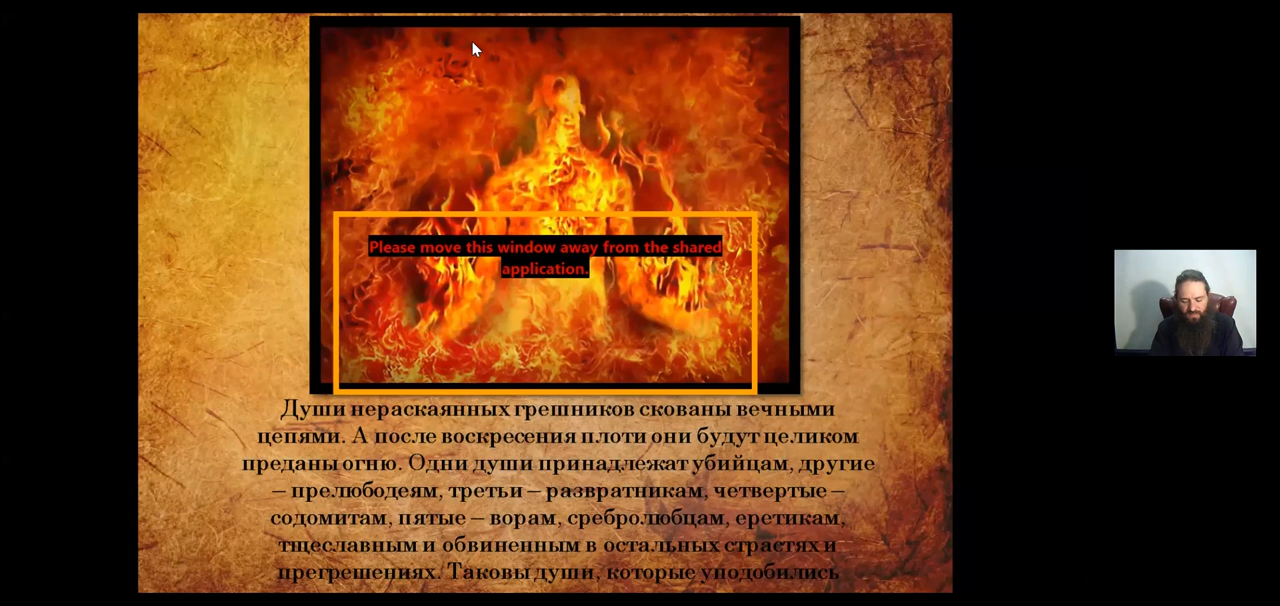 Please move this window away from the shared
application.
Души нераскаянных грешников скованы вечными
цепями. А после воскресения плоти они будут целиком
преданы огню. Одни души принадлежат убийцам, другие
– прелюбодеям, третьи – развратникам, четвертые –
содомитам, пятые – ворам, сребролюбцам, еретикам,
тщеславным и обвиненным в остальных страстях и
прегрешениях. Таковы души, которые уподобились